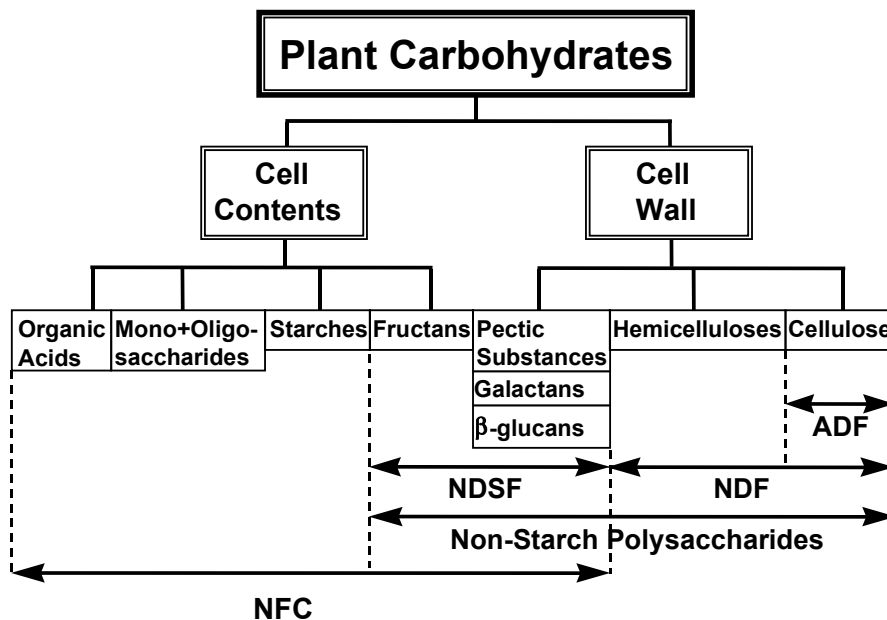 Plant Carbohydrates
Cell
Contents
Cell
Wall
Organic
Acids
Mono+Oligo-
saccharides
Starches
Fructans
Pectic
Substances
Galactans
β-glucans
Hemicelluloses
Cellulose
ADF
NDSF
NDF
Non-Starch Polysaccharides
NFC